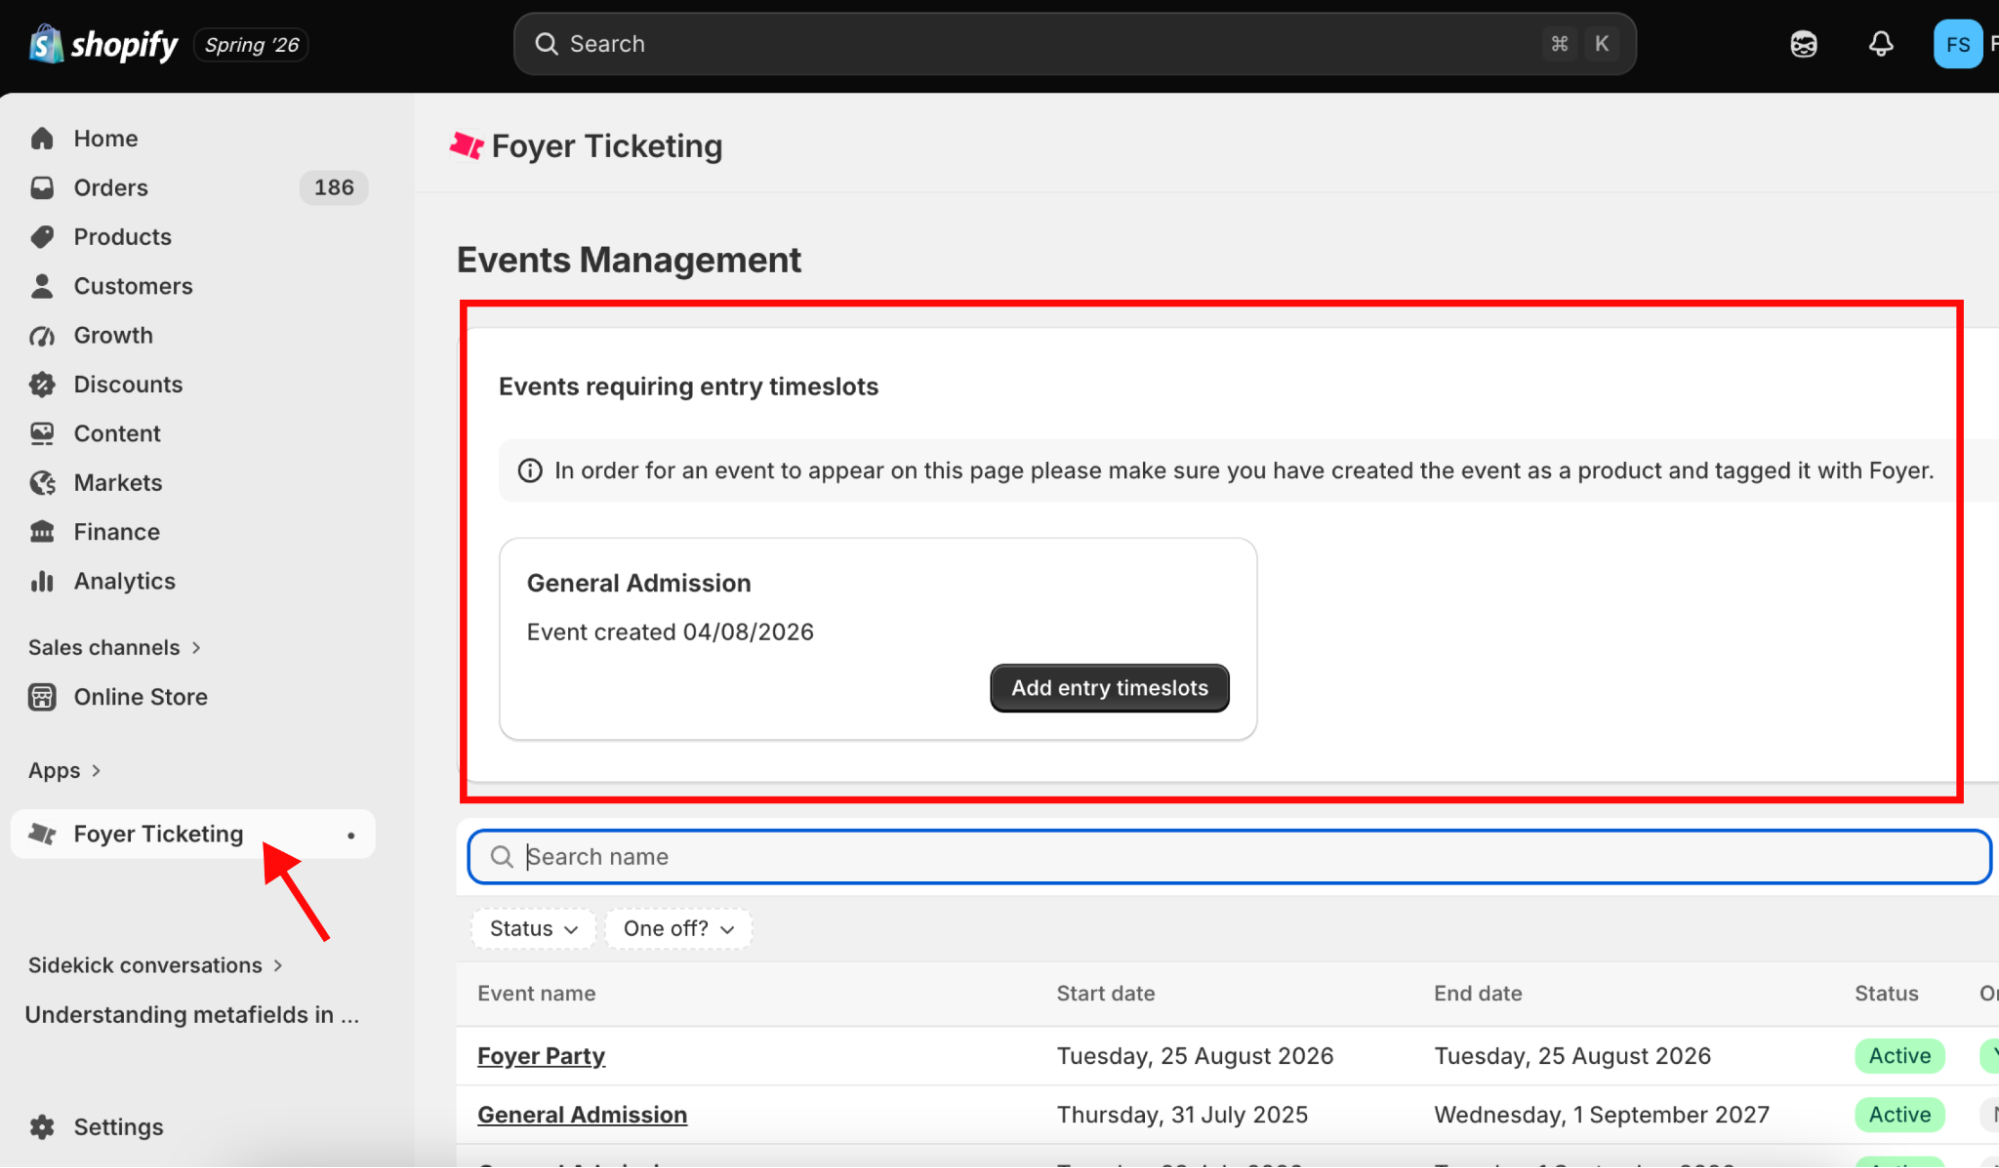 shopify
Spring '26
Search
⌘ K
FS
Home
Orders
186
Products
Customers
Growth
Discounts
Content
Markets
Finance
Analytics
Sales channels
Online Store
Apps
Foyer Ticketing
Sidekick conversations
Understanding metafields in ...
Settings
Foyer Ticketing
Events Management
Events requiring entry timeslots
In order for an event to appear on this page please make sure you have created the event as a product and tagged it with Foyer.
General Admission
Event created 04/08/2026
Add entry timeslots
Search name
Status
One off?
Event name Start date End date Status
Foyer Party Tuesday, 25 August 2026 Tuesday, 25 August 2026 Active
General Admission Thursday, 31 July 2025 Wednesday, 1 September 2027 Active